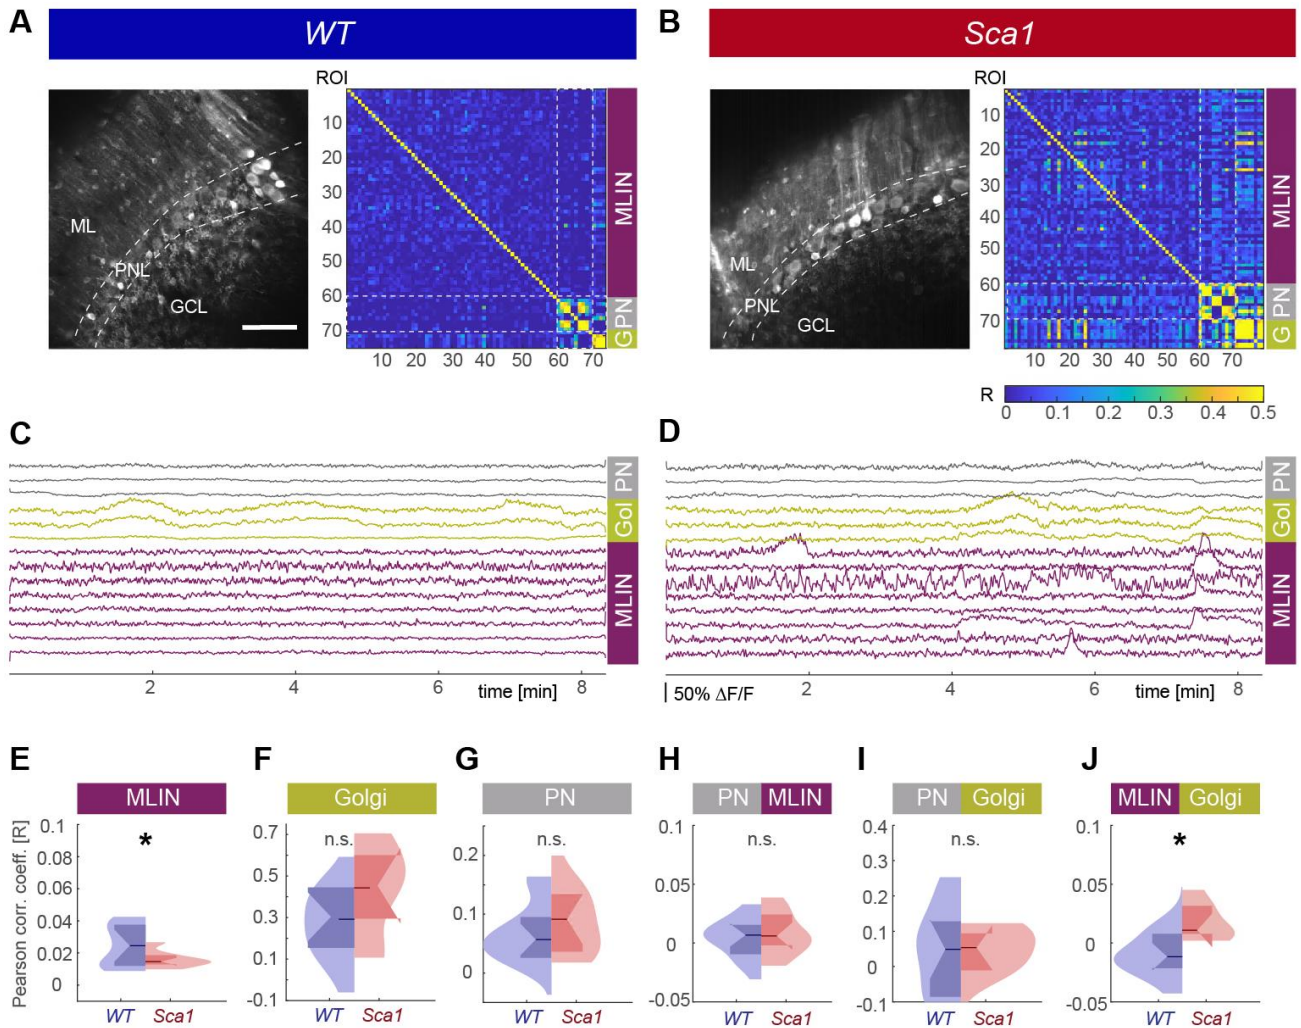 A
WT
B
Sca1
ROI
ML
PNL
GCL
10
20
30
40
50
60
70
10 20 30 40 50 60 70
MLIN
PN
G
ROI
ML
PNL
GCL
10
20
30
40
50
60
70
10 20 30 40 50 60 70
MLIN
PN
G
R
0 0.1 0.2 0.3 0.4 0.5
C
PN
Gol
MLIN
2 4 6 8
time [min]
D
PN
Gol
MLIN
50% ΔF/F
2 4 6 8
time [min]
E
MLIN
Pearson corr. coeff. [R]
0.1
0.08
0.06
0.04
0.02
0
*
WT Sca1
F
Golgi
0.7
0.5
0.3
0.1
-0.1
n.s.
WT Sca1
G
PN
0.2
0.1
0
n.s.
WT Sca1
H
PN MLIN
0.1
0.05
0
-0.05
n.s.
WT Sca1
I
PN Golgi
0.4
0.3
0.2
0.1
0
-0.1
n.s.
WT Sca1
J
MLIN Golgi
0.1
0.05
0
-0.05
*
WT Sca1